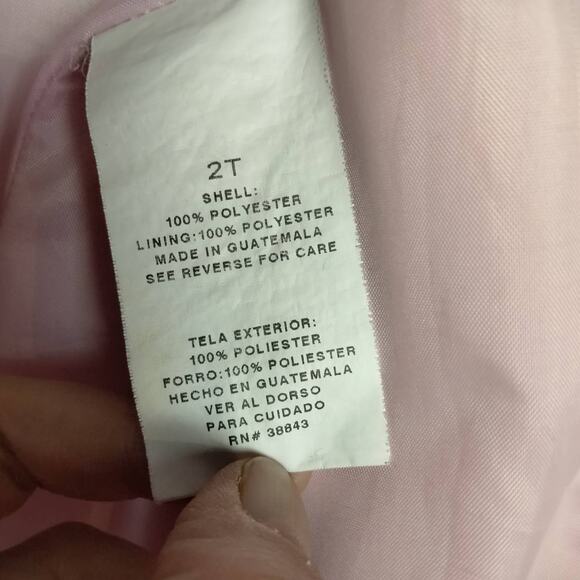 2T
SHELL:
100% POLYESTER
LINING:100% POLYESTER
MADE IN GUATEMALA
SEE REVERSE FOR CARE
TELA EXTERIOR:
100% POLIESTER
FORRO:100% POLIESTER
HECHO EN GUATEMALA
VER AL DORSO
PARA CUIDADO
RN# 38843